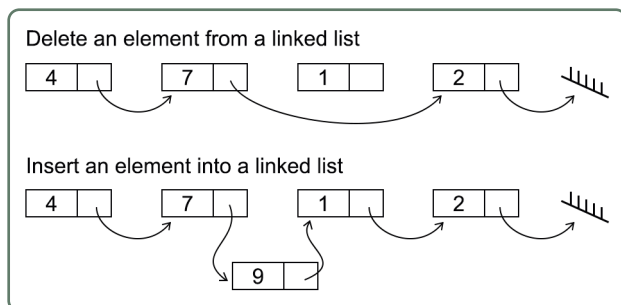 Delete an element from a linked list
4 7 1 2
Insert an element into a linked list
4 7 1 2
9